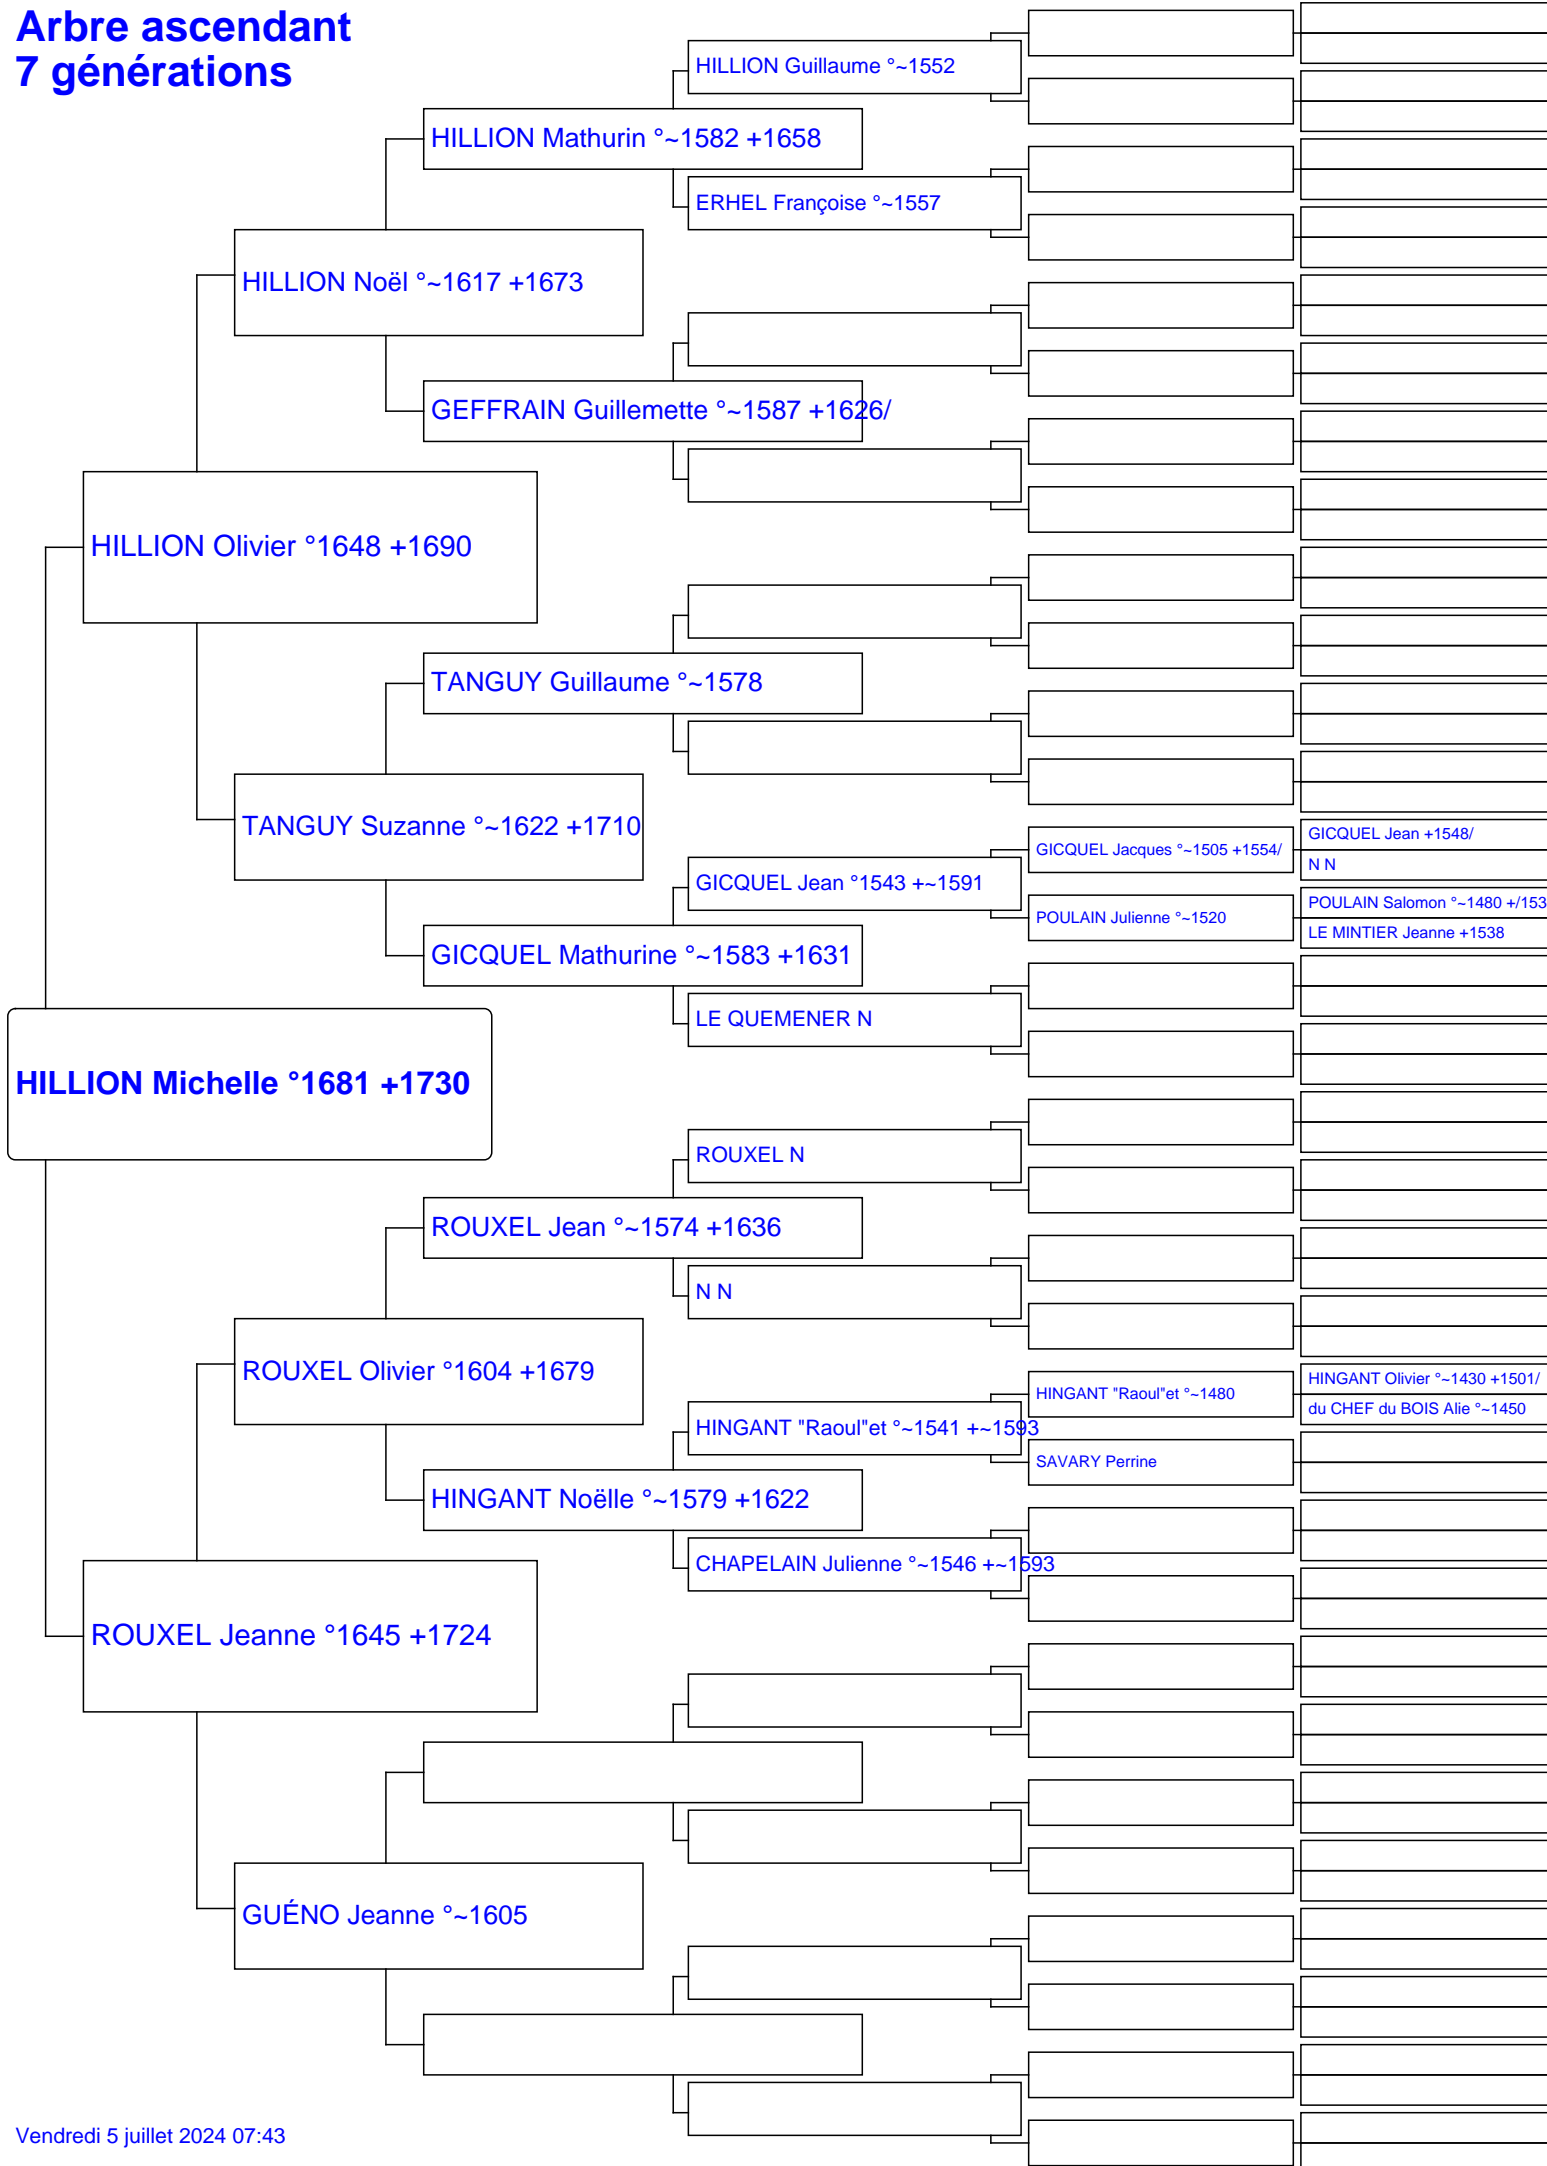 Arbre ascendant
7 générations
HILLION Guillaume °~1552
HILLION Mathurin °~1582 +1658
ERHEL Françoise °~1557
HILLION Noël °~1617 +1673
GEFFRAIN Guillemette °~1587 +1626/
HILLION Olivier °1648 +1690
TANGUY Guillaume °~1578
TANGUY Suzanne °~1622 +1710
GICQUEL Jean +1548/
GICQUEL Jacques °~1505 +1554/
N N
GICQUEL Jean °1543 +~1591
POULAIN Salomon °~1480 +/153
POULAIN Julienne °~1520
LE MINTIER Jeanne +1538
GICQUEL Mathurine °~1583 +1631
LE QUEMENER N
HILLION Michelle °1681 +1730
ROUXEL N
ROUXEL Jean °~1574 +1636
N N
ROUXEL Olivier °1604 +1679
HINGANT Olivier °~1430 +1501/
HINGANT "Raoul"et °~1480
du CHEF du BOIS Alie °~1450
HINGANT "Raoul"et °~1541 +~1593
SAVARY Perrine
HINGANT Noëlle °~1579 +1622
CHAPELAIN Julienne °~1546 +~1593
ROUXEL Jeanne °1645 +1724
GUÉNO Jeanne °~1605
Vendredi 5 juillet 2024 07:43